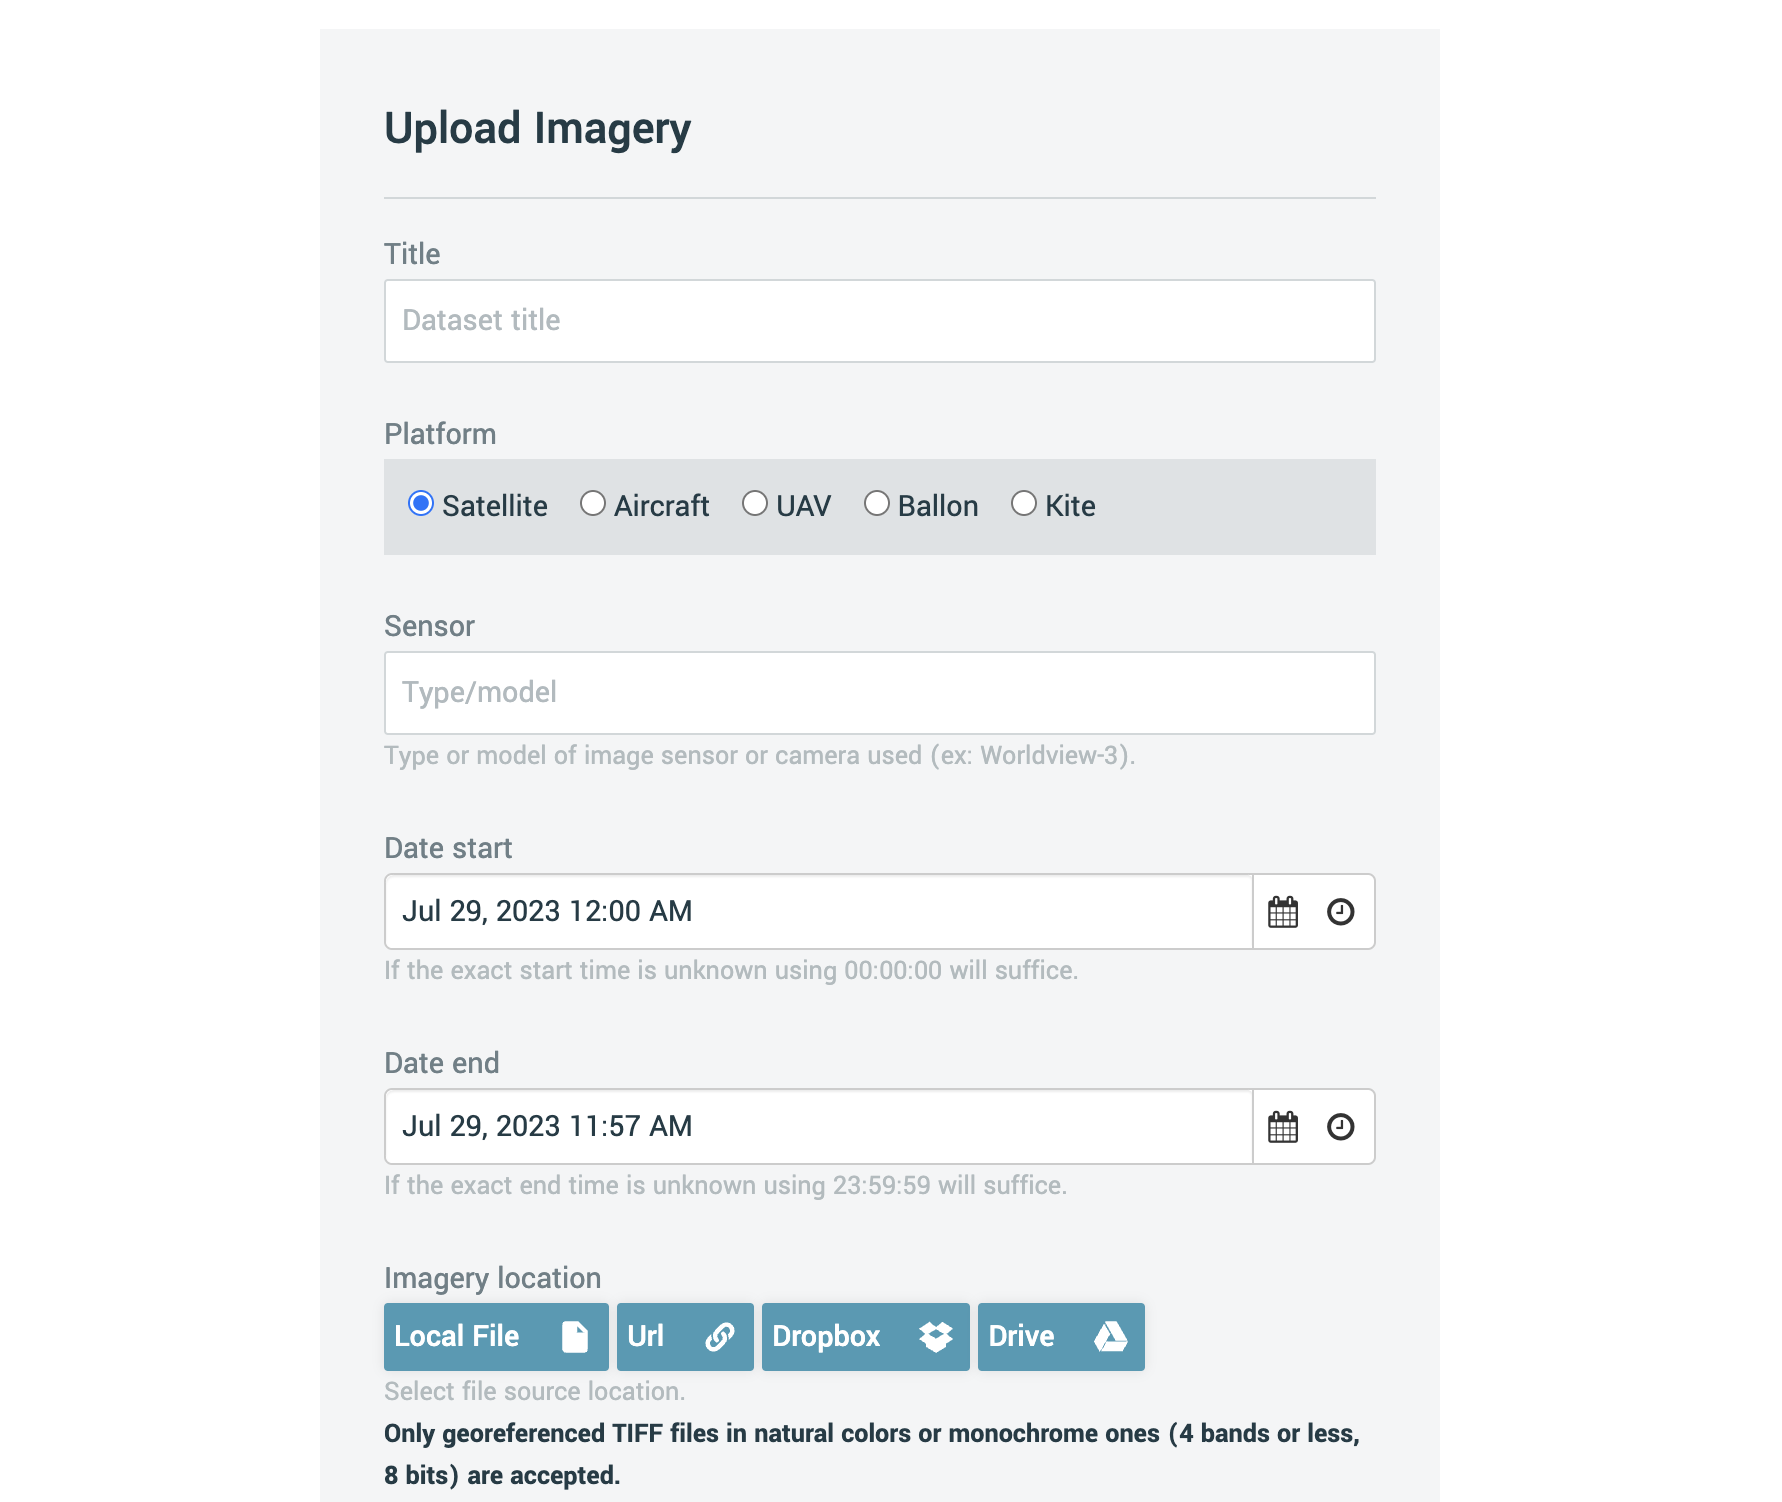 Upload Imagery
Title
Dataset title
Platform
Satellite Aircraft UAV Ballon Kite
Sensor
Type/model
Type or model of image sensor or camera used (ex: Worldview-3).
Date start
Jul 29, 2023 12:00 AM
If the exact start time is unknown using 00:00:00 will suffice.
Date end
Jul 29, 2023 11:57 AM
If the exact end time is unknown using 23:59:59 will suffice.
Imagery location
Local File Url Dropbox Drive
Select file source location.
Only georeferenced TIFF files in natural colors or monochrome ones (4 bands or less,
8 bits) are accepted.